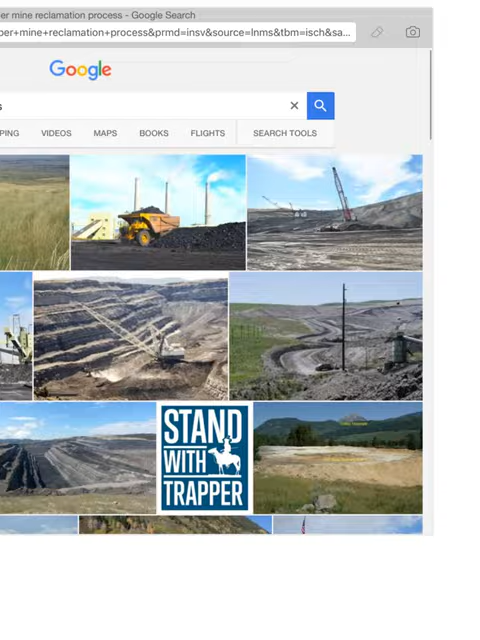 er mine reclamation process - Google Search
per+mine+reclamation+process&prmd=insv&source=lnms&tbm=isch&sa...
Google
s
PING VIDEOS MAPS BOOKS FLIGHTS SEARCH TOOLS
STAND
WITH
TRAPPER